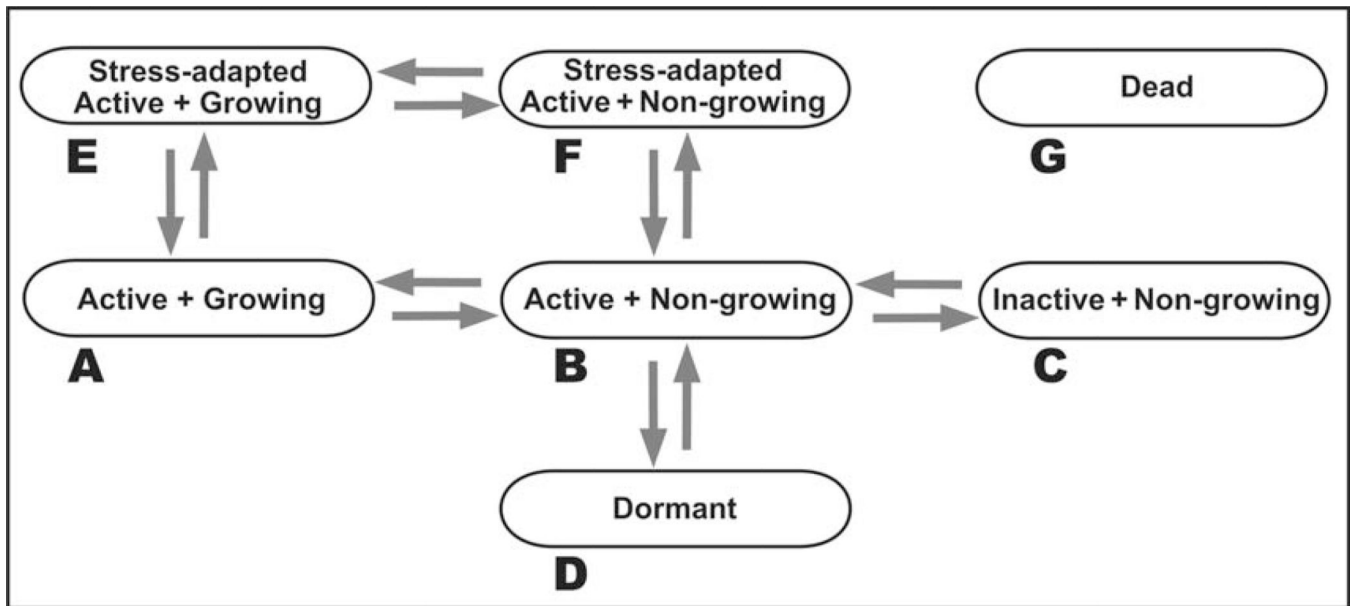 Stress-adapted
Active + Growing
E
Stress-adapted
Active + Non-growing
F
Dead
G
Active + Growing
A
Active + Non-growing
B
Inactive + Non-growing
C
Dormant
D